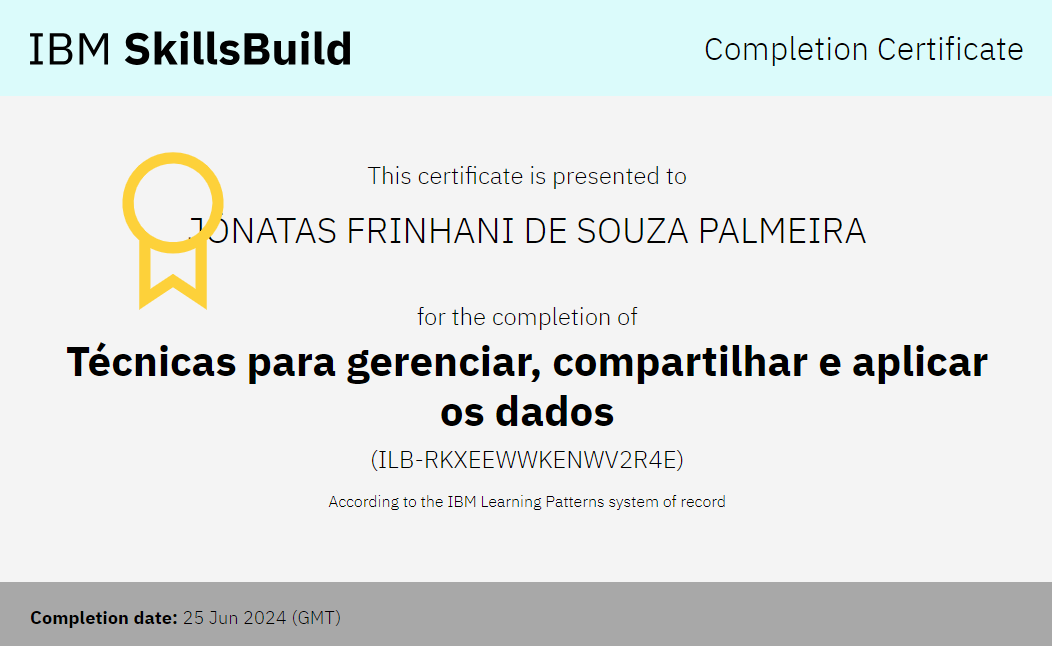 IBM SkillsBuild
Completion Certificate
This certificate is presented to
JONATAS FRINHANI DE SOUZA PALMEIRA
for the completion of
Técnicas para gerenciar, compartilhar e aplicar
os dados
(ILB-RKXEEWWKENWV2R4E)
According to the IBM Learning Patterns system of record
Completion date: 25 Jun 2024 (GMT)